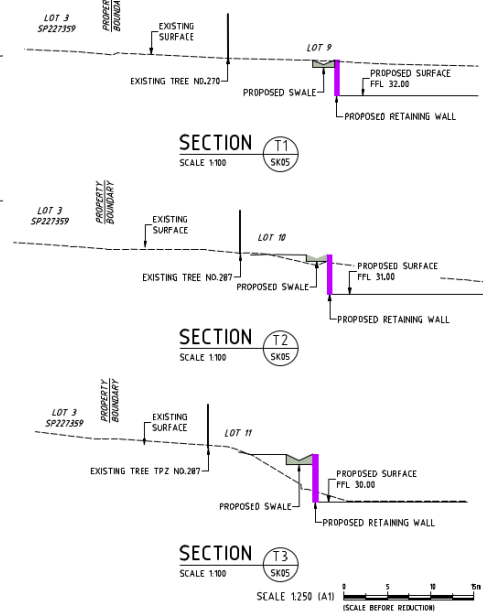 LOT 3
SP227359
PROPERTY
BOUNDARY
EXISTING
SURFACE
LOT 9
EXISTING TREE NO.270
PROPOSED SWALE
PROPOSED SURFACE
FFL 32.00
PROPOSED RETAINING WALL
SECTION T1
SCALE 1:100 SK05
LOT 3
SP227359
PROPERTY
BOUNDARY
EXISTING
SURFACE
LOT 10
EXISTING TREE NO.287
PROPOSED SWALE
PROPOSED SURFACE
FFL 31.00
PROPOSED RETAINING WALL
SECTION T2
SCALE 1:100 SK05
LOT 3
SP227359
PROPERTY
BOUNDARY
EXISTING
SURFACE
LOT 11
EXISTING TREE TPZ NO.287
PROPOSED SWALE
PROPOSED SURFACE
FFL 30.00
PROPOSED RETAINING WALL
SECTION T3
SCALE 1:100 SK05
SCALE 1:250 (A1) 0 5 10 15m
(SCALE BEFORE REDUCTION)